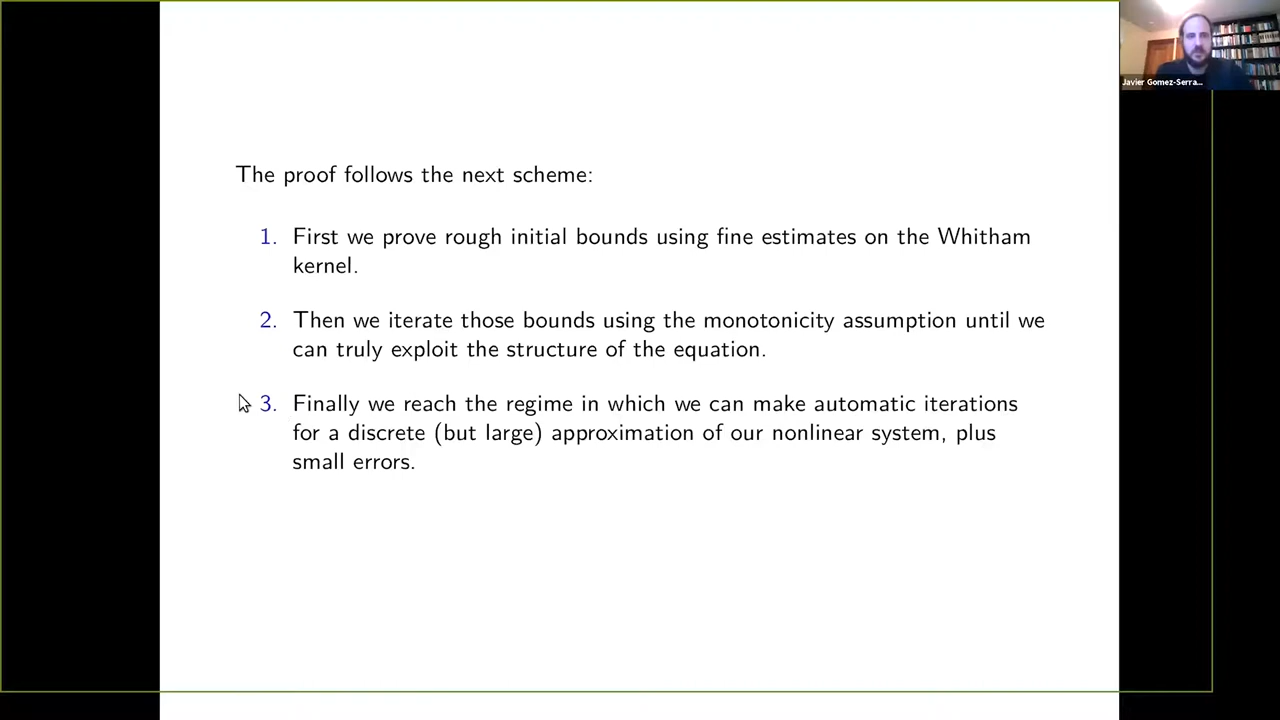 Javier Gomez-Serra...
The proof follows the next scheme:
1. First we prove rough initial bounds using fine estimates on the Whitham
kernel.
2. Then we iterate those bounds using the monotonicity assumption until we
can truly exploit the structure of the equation.
3. Finally we reach the regime in which we can make automatic iterations
for a discrete (but large) approximation of our nonlinear system, plus
small errors.